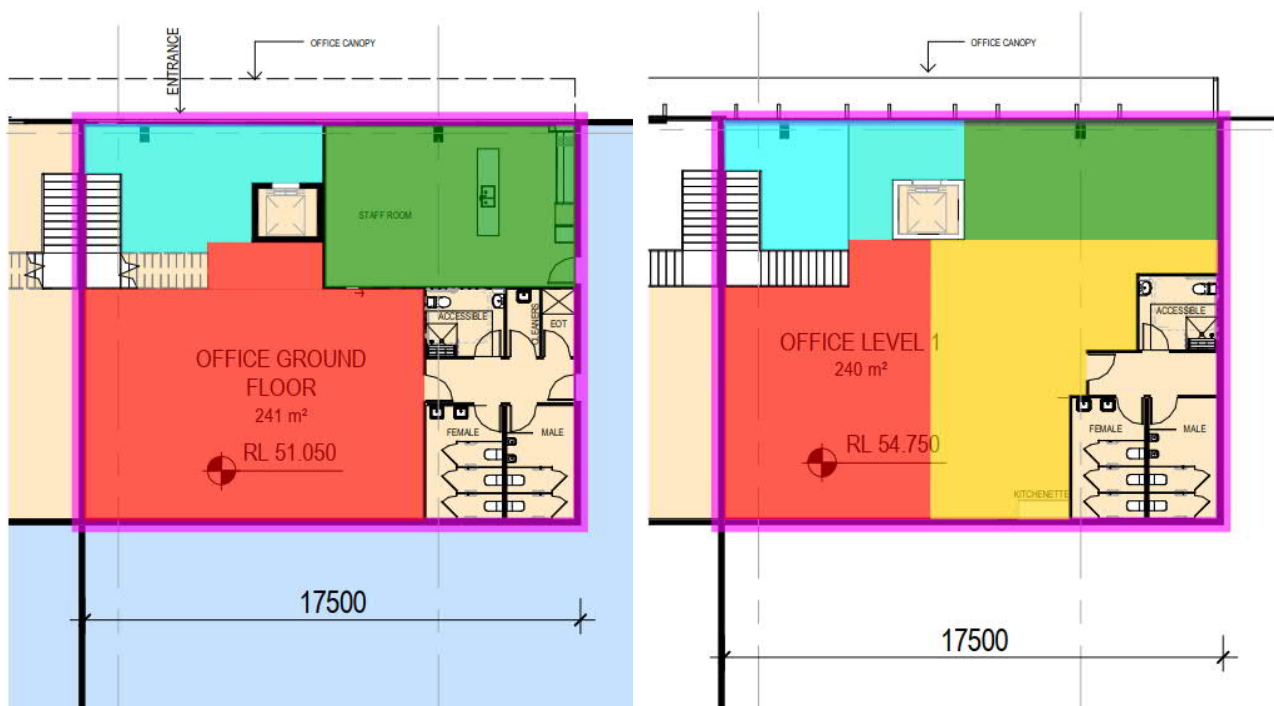 ENTRANCE
OFFICE CANOPY
STAFF ROOM
ACCESSIBLE
CLEANERS
EOT
OFFICE GROUND
FLOOR
241 m²
RL 51.050
FEMALE
MALE
17500
OFFICE CANOPY
ACCESSIBLE
OFFICE LEVEL 1
240 m²
RL 54.750
FEMALE
MALE
KITCHENETTE
17500